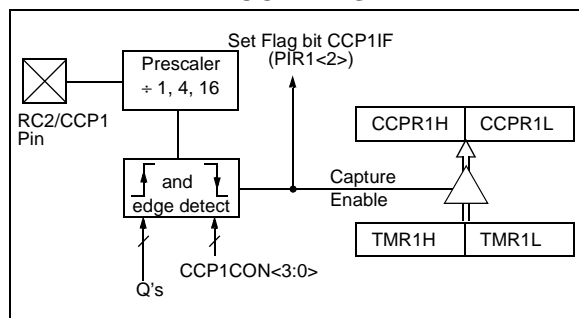 Set Flag bit CCP1IF
(PIR1<2>)
Prescaler
÷ 1, 4, 16
RC2/CCP1
Pin
CCPR1H
CCPR1L
and
edge detect
Capture
Enable
TMR1H
TMR1L
CCP1CON<3:0>
Q's